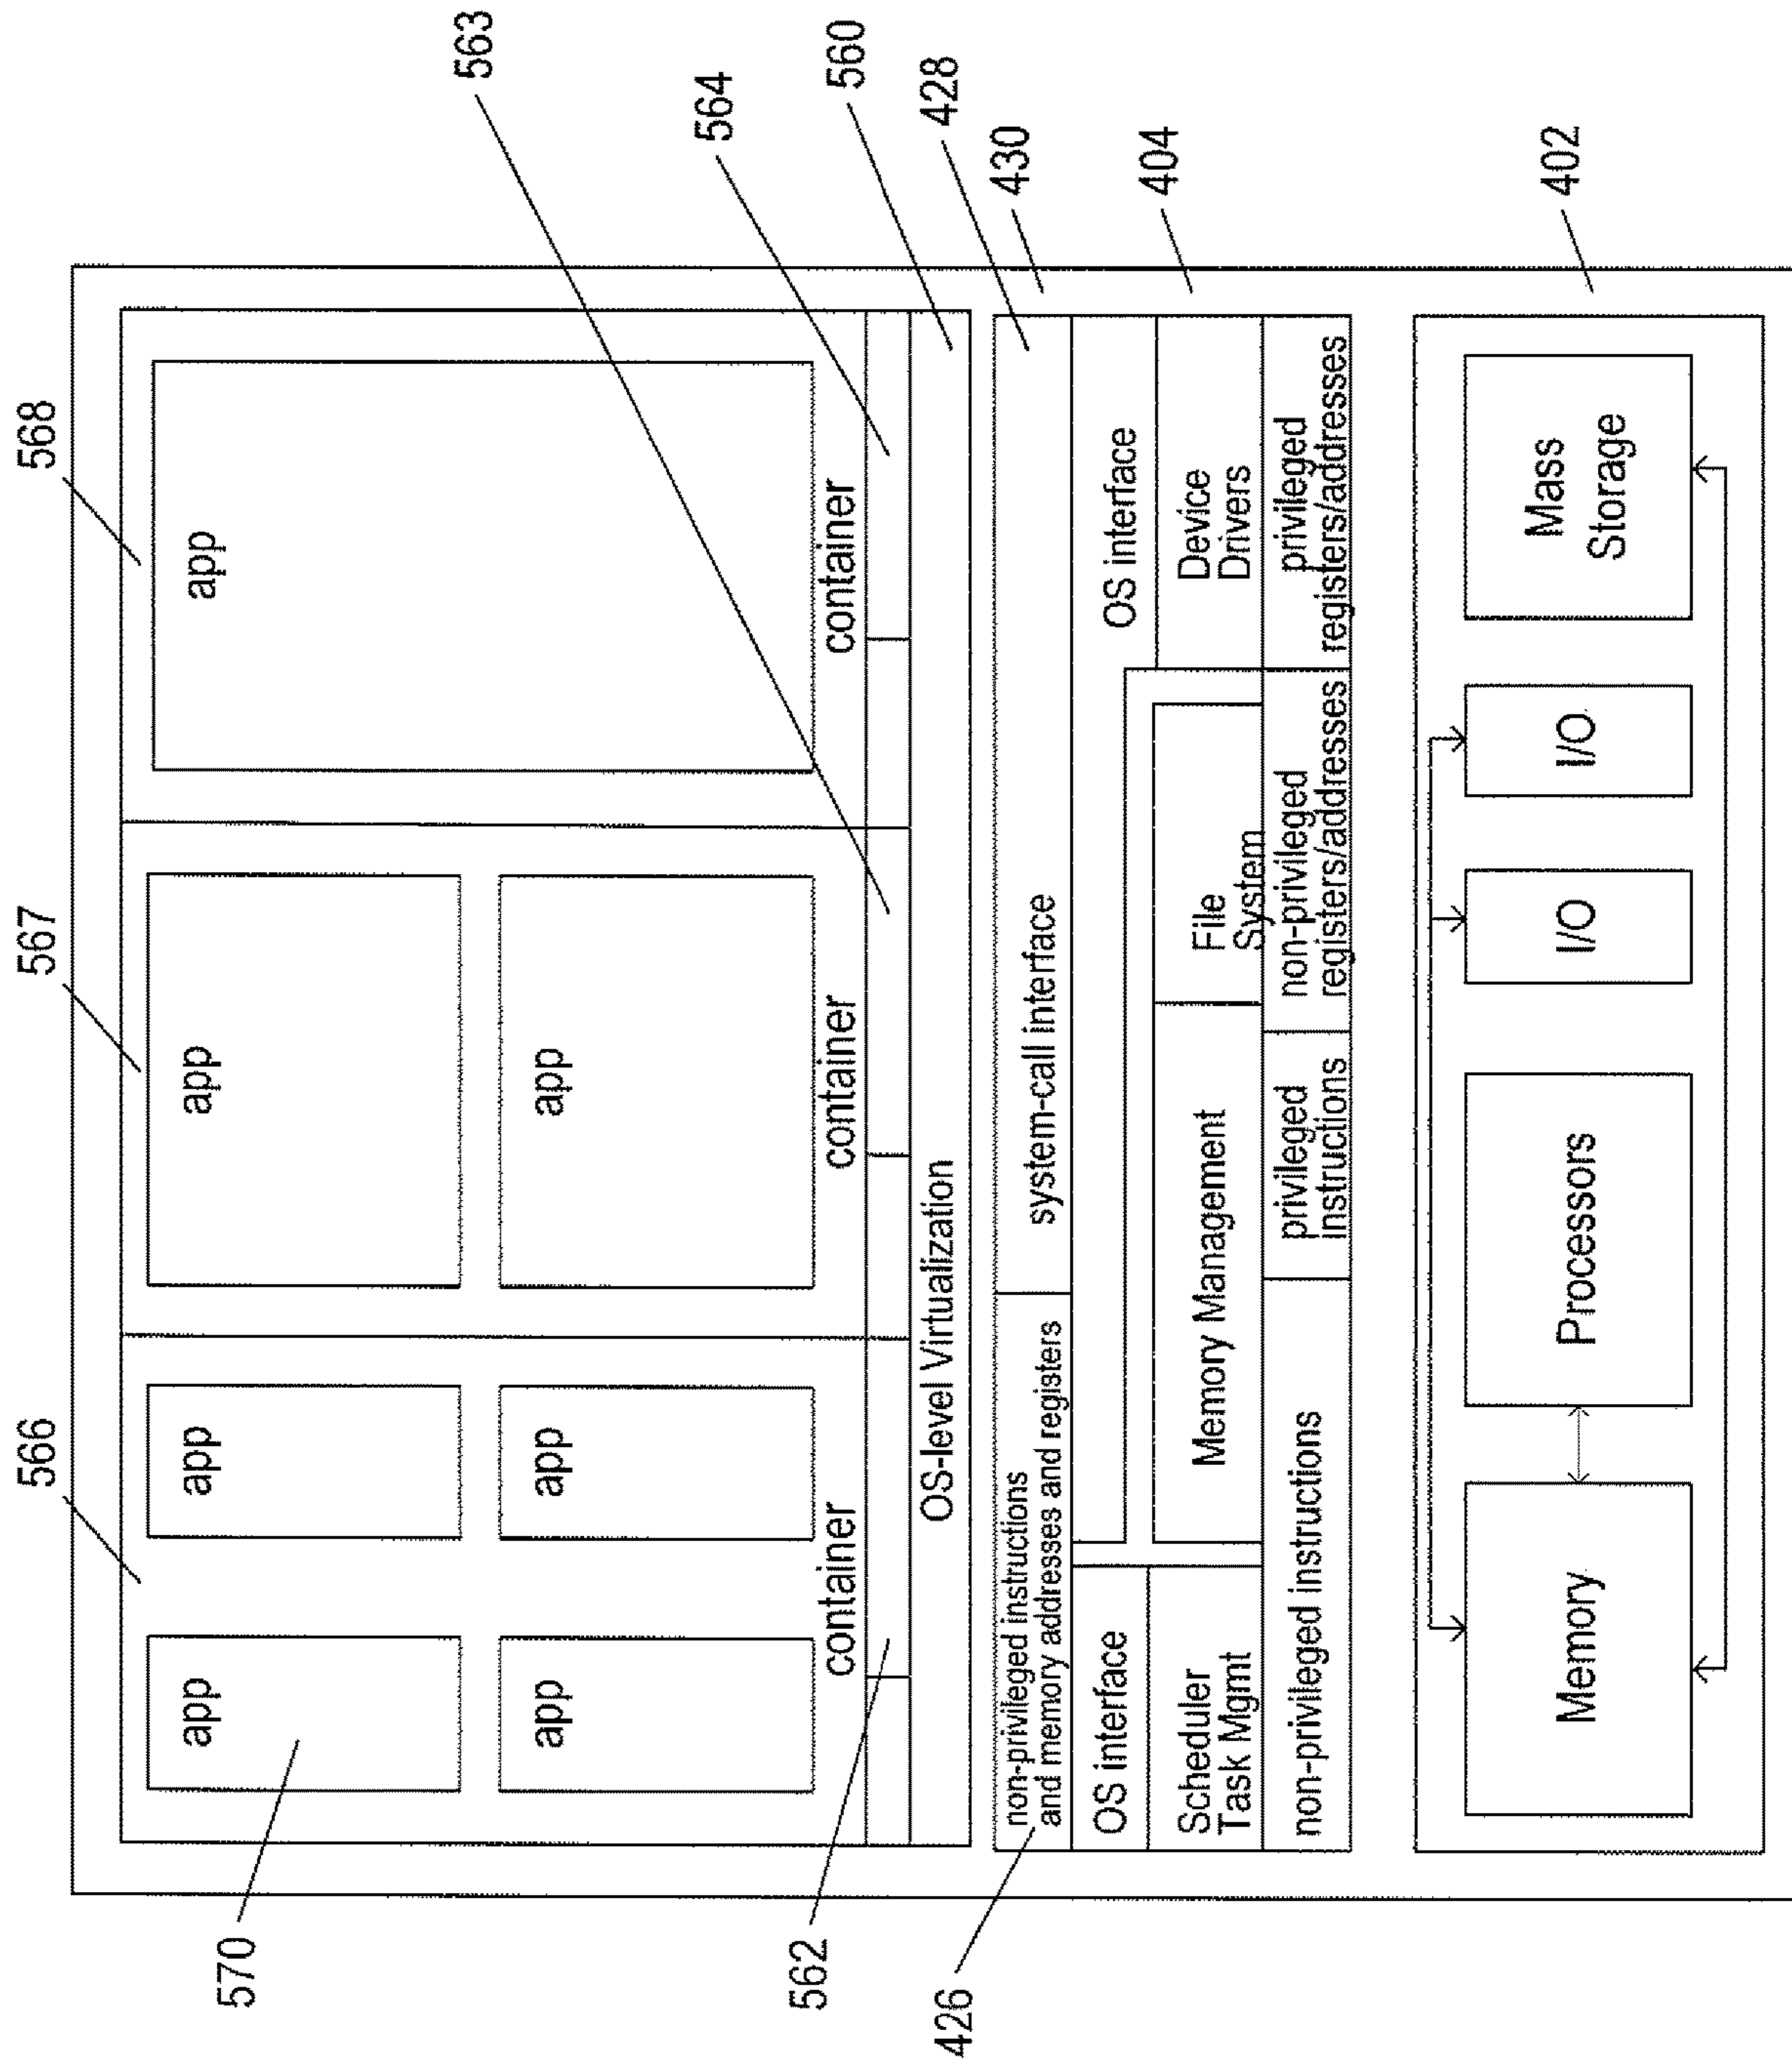 566
567
568
app
app
app
app
570
563
app
app
app
564
562
container
container
container
560
OS-level Virtualization
428
426
non-privileged instructions
and memory addresses and registers
system-call interface
430
OS interface
OS interface
404
Scheduler
Task Mgmt
Memory Management
File
System
Device
Drivers
non-privileged instructions
privileged
instructions
non-privileged
registers/addresses
privileged
registers/addresses
402
Memory
Processors
I/O
I/O
Mass
Storage